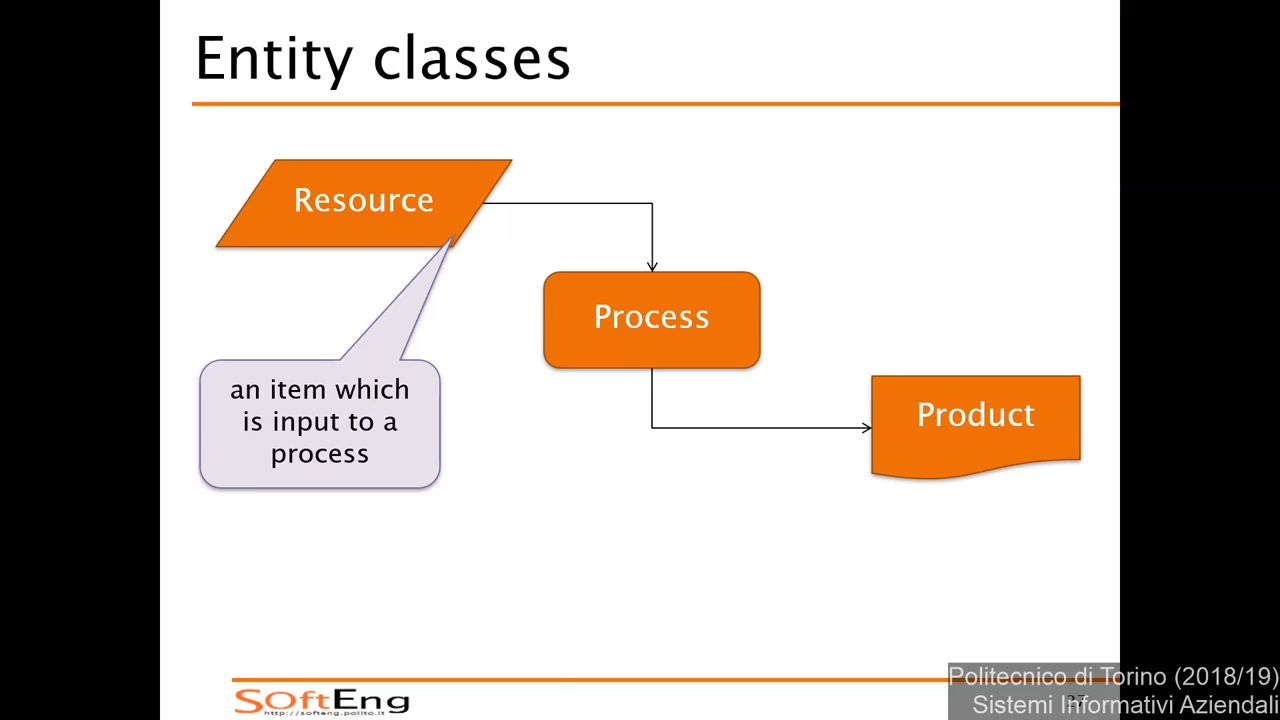 Entity classes
Resource
Process
an item which
is input to a
process
Product
SoftEng
http://softeng.polito.it
Politecnico di Torino (2018/19)
Sistemi Informativi Aziendali
27